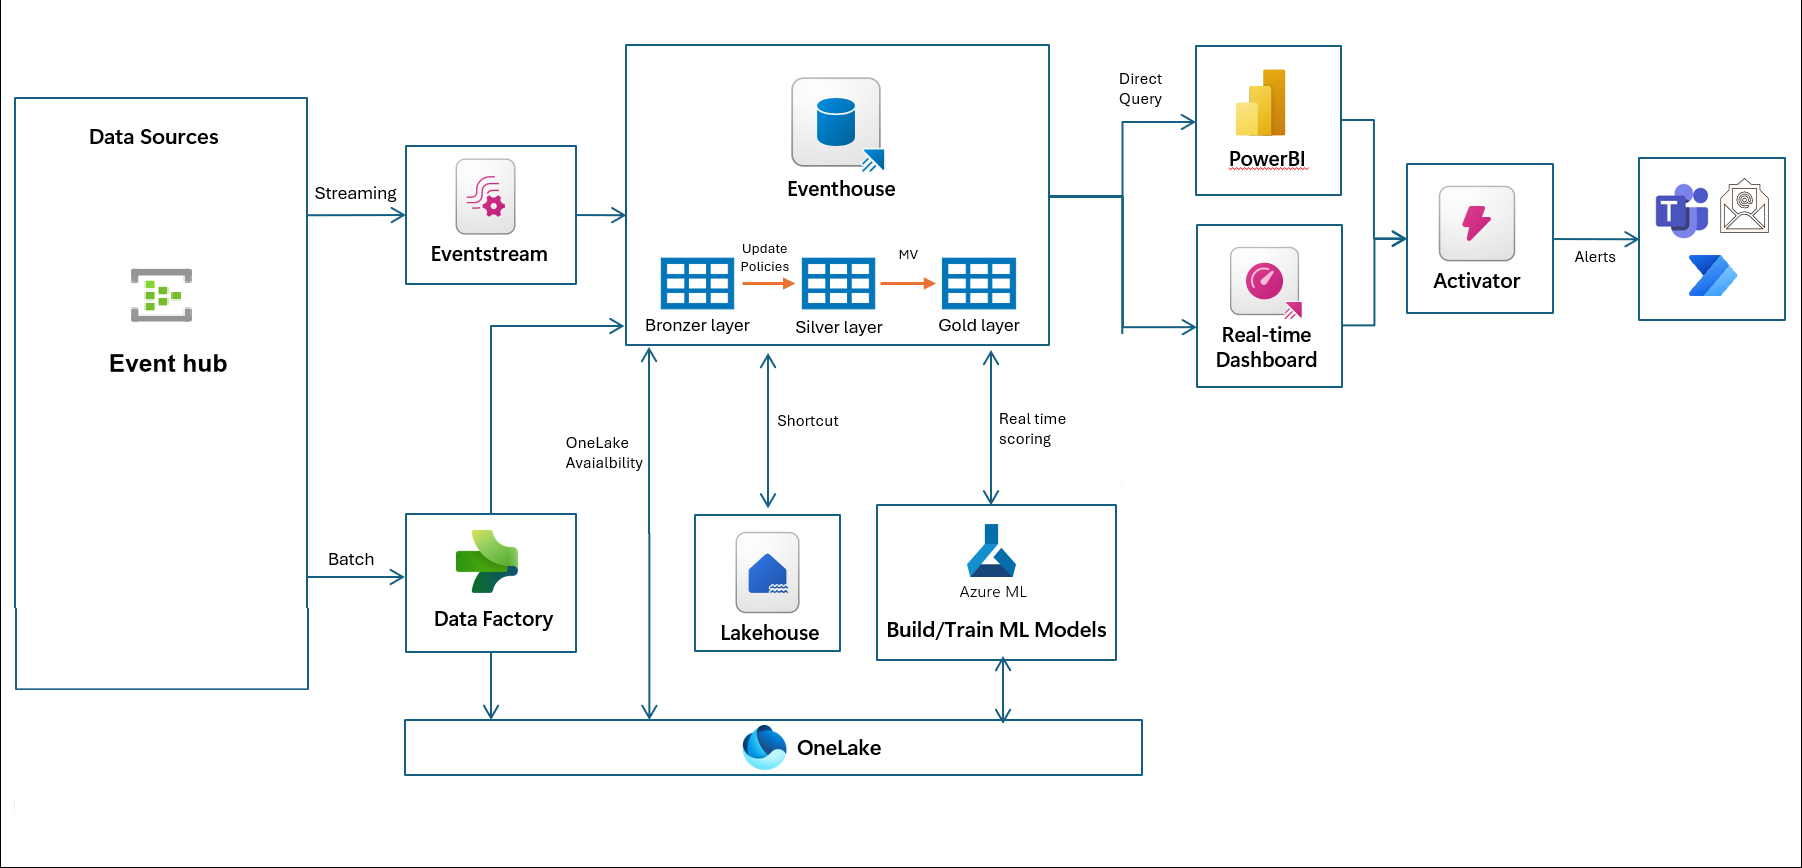 Data Sources
Event hub
Streaming
Batch
Eventstream
Data Factory
Eventhouse
Update
Policies
MV
Bronzer layer
Silver layer
Gold layer
OneLake
Avaialbility
Shortcut
Real time
scoring
Lakehouse
Azure ML
Build/Train ML Models
OneLake
Direct
Query
PowerBI
Real-time
Dashboard
Activator
Alerts
T